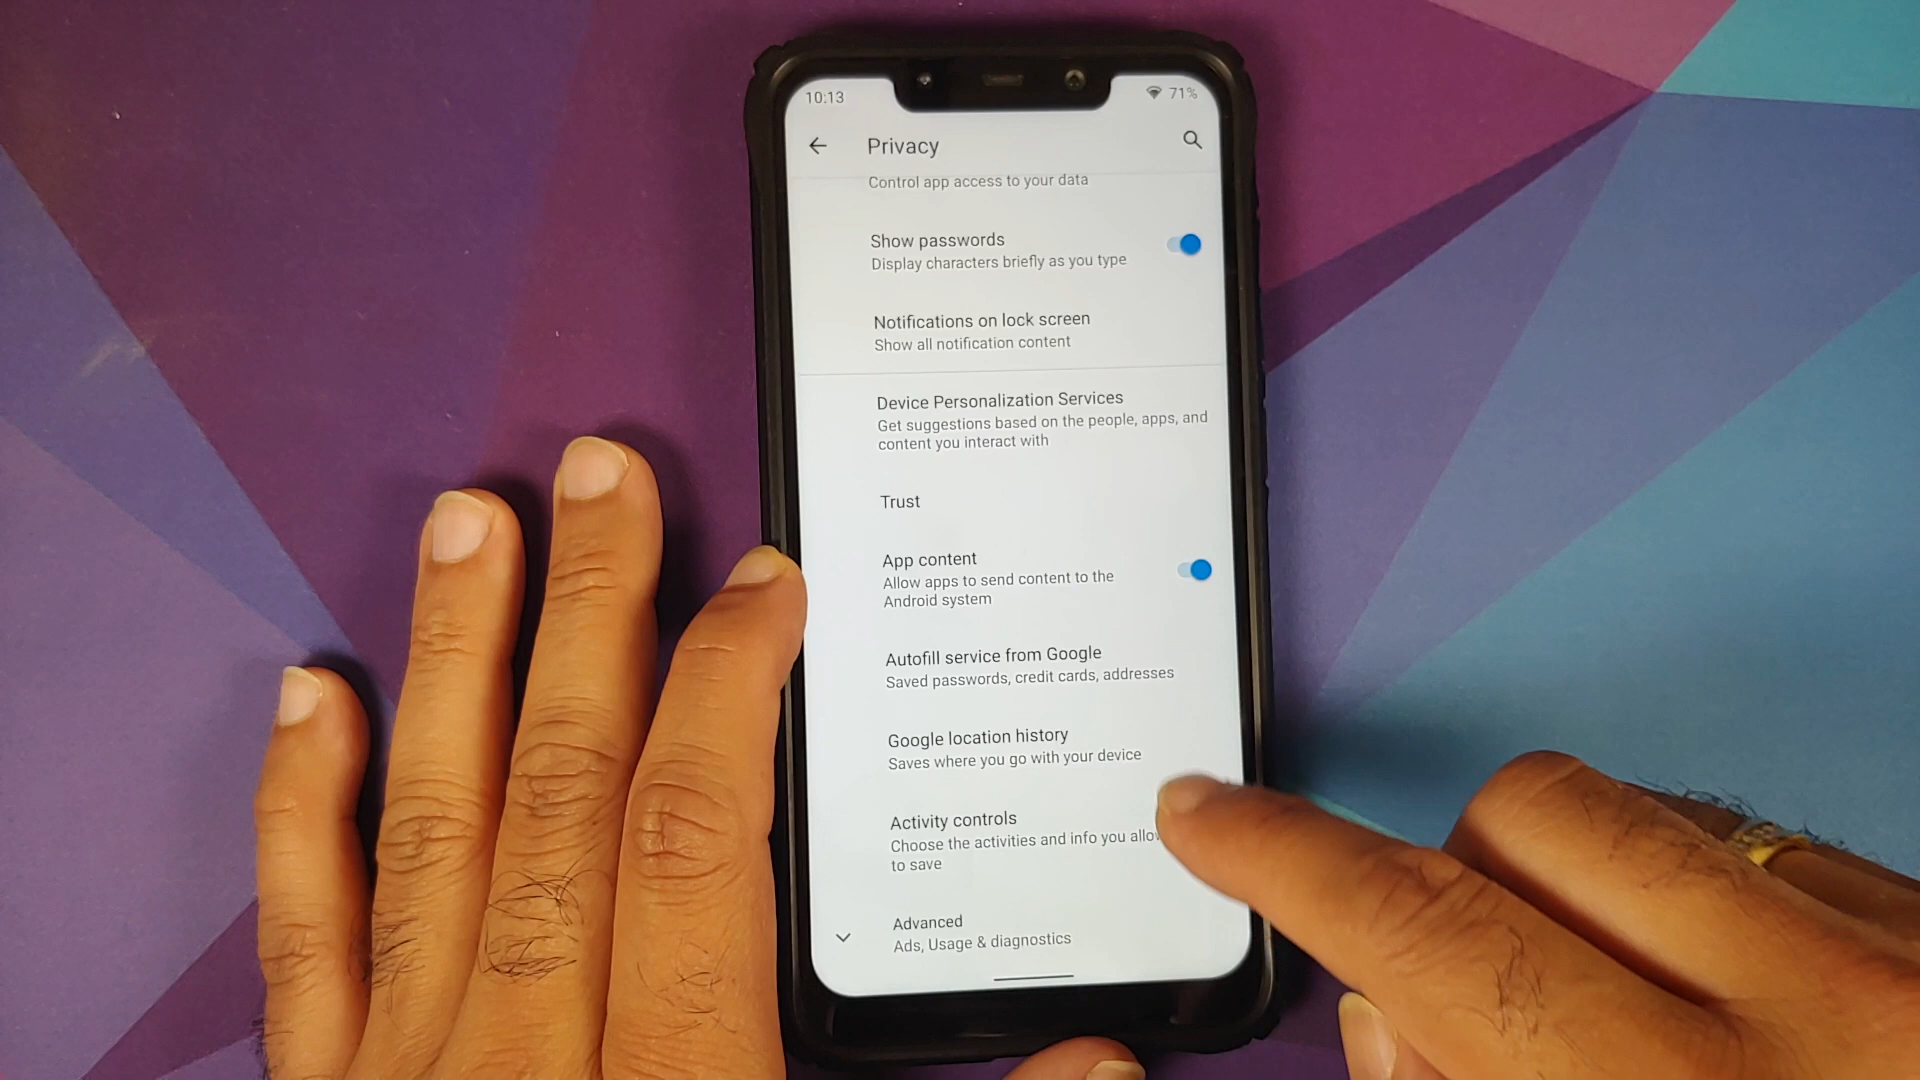 10:13
71%
Privacy
Control app access to your data
Show passwords
Display characters briefly as you type
Notifications on lock screen
Show all notification content
Device Personalization Services
Get suggestions based on the people, apps, and
content you interact with
Trust
App content
Allow apps to send content to the
Android system
Autofill service from Google
Saved passwords, credit cards, addresses
Google location history
Saves where you go with your device
Activity controls
Choose the activities and info you allo
to save
Advanced
Ads, Usage & diagnostics